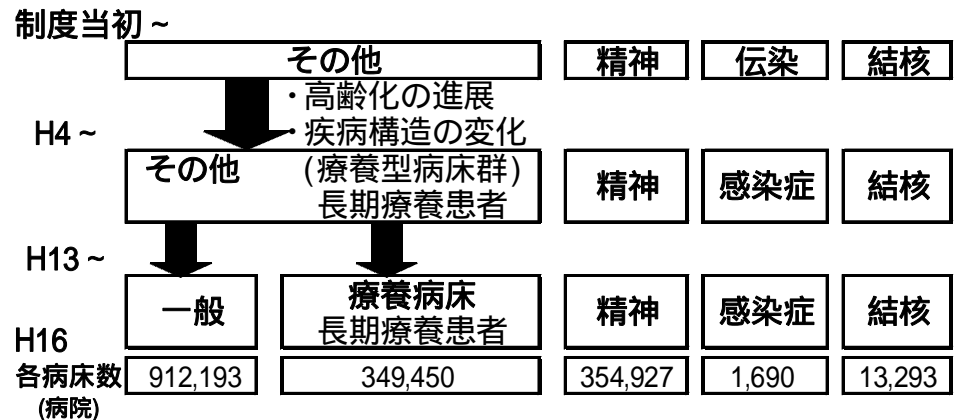 制度当初~
その他 精神 伝染 結核
・高齢化の進展
H4~ ・疾病構造の変化
その他 (療養型病床群) 精神 感染症 結核
長期療養患者
H13~
一般 療養病床 精神 感染症 結核
長期療養患者
H16
各病床数 912,193 349,450 354,927 1,690 13,293
(病院)